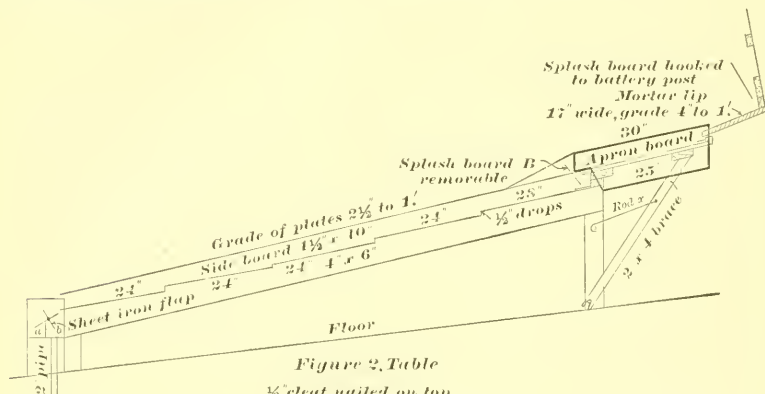 Splash board hooked
to battery post
Mortar lip
17" wide, grade 4" to 1'.
30"
Apron board
Splash board B
removable
25"
28"
Rod x
Grade of plates 2½" to 1'.
24"
½" drops
2 x 4 brace
Side board 1½" x 10"
24"
24"
24"
4" x 6"
Sheet iron flap
a
b
Floor
2" pipe
Figure 2, Table
½" cleat nailed on top